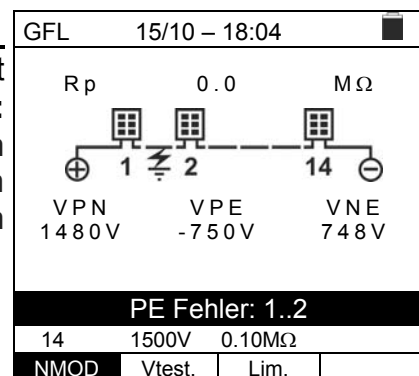 GFL 15/10 – 18:04
Rp 0.0 MΩ
1 2 14
VPN VPE VNE
1480V -750V 748V
PE Fehler: 1..2
14 1500V 0.10MΩ
NMOD Vtest. Lim.